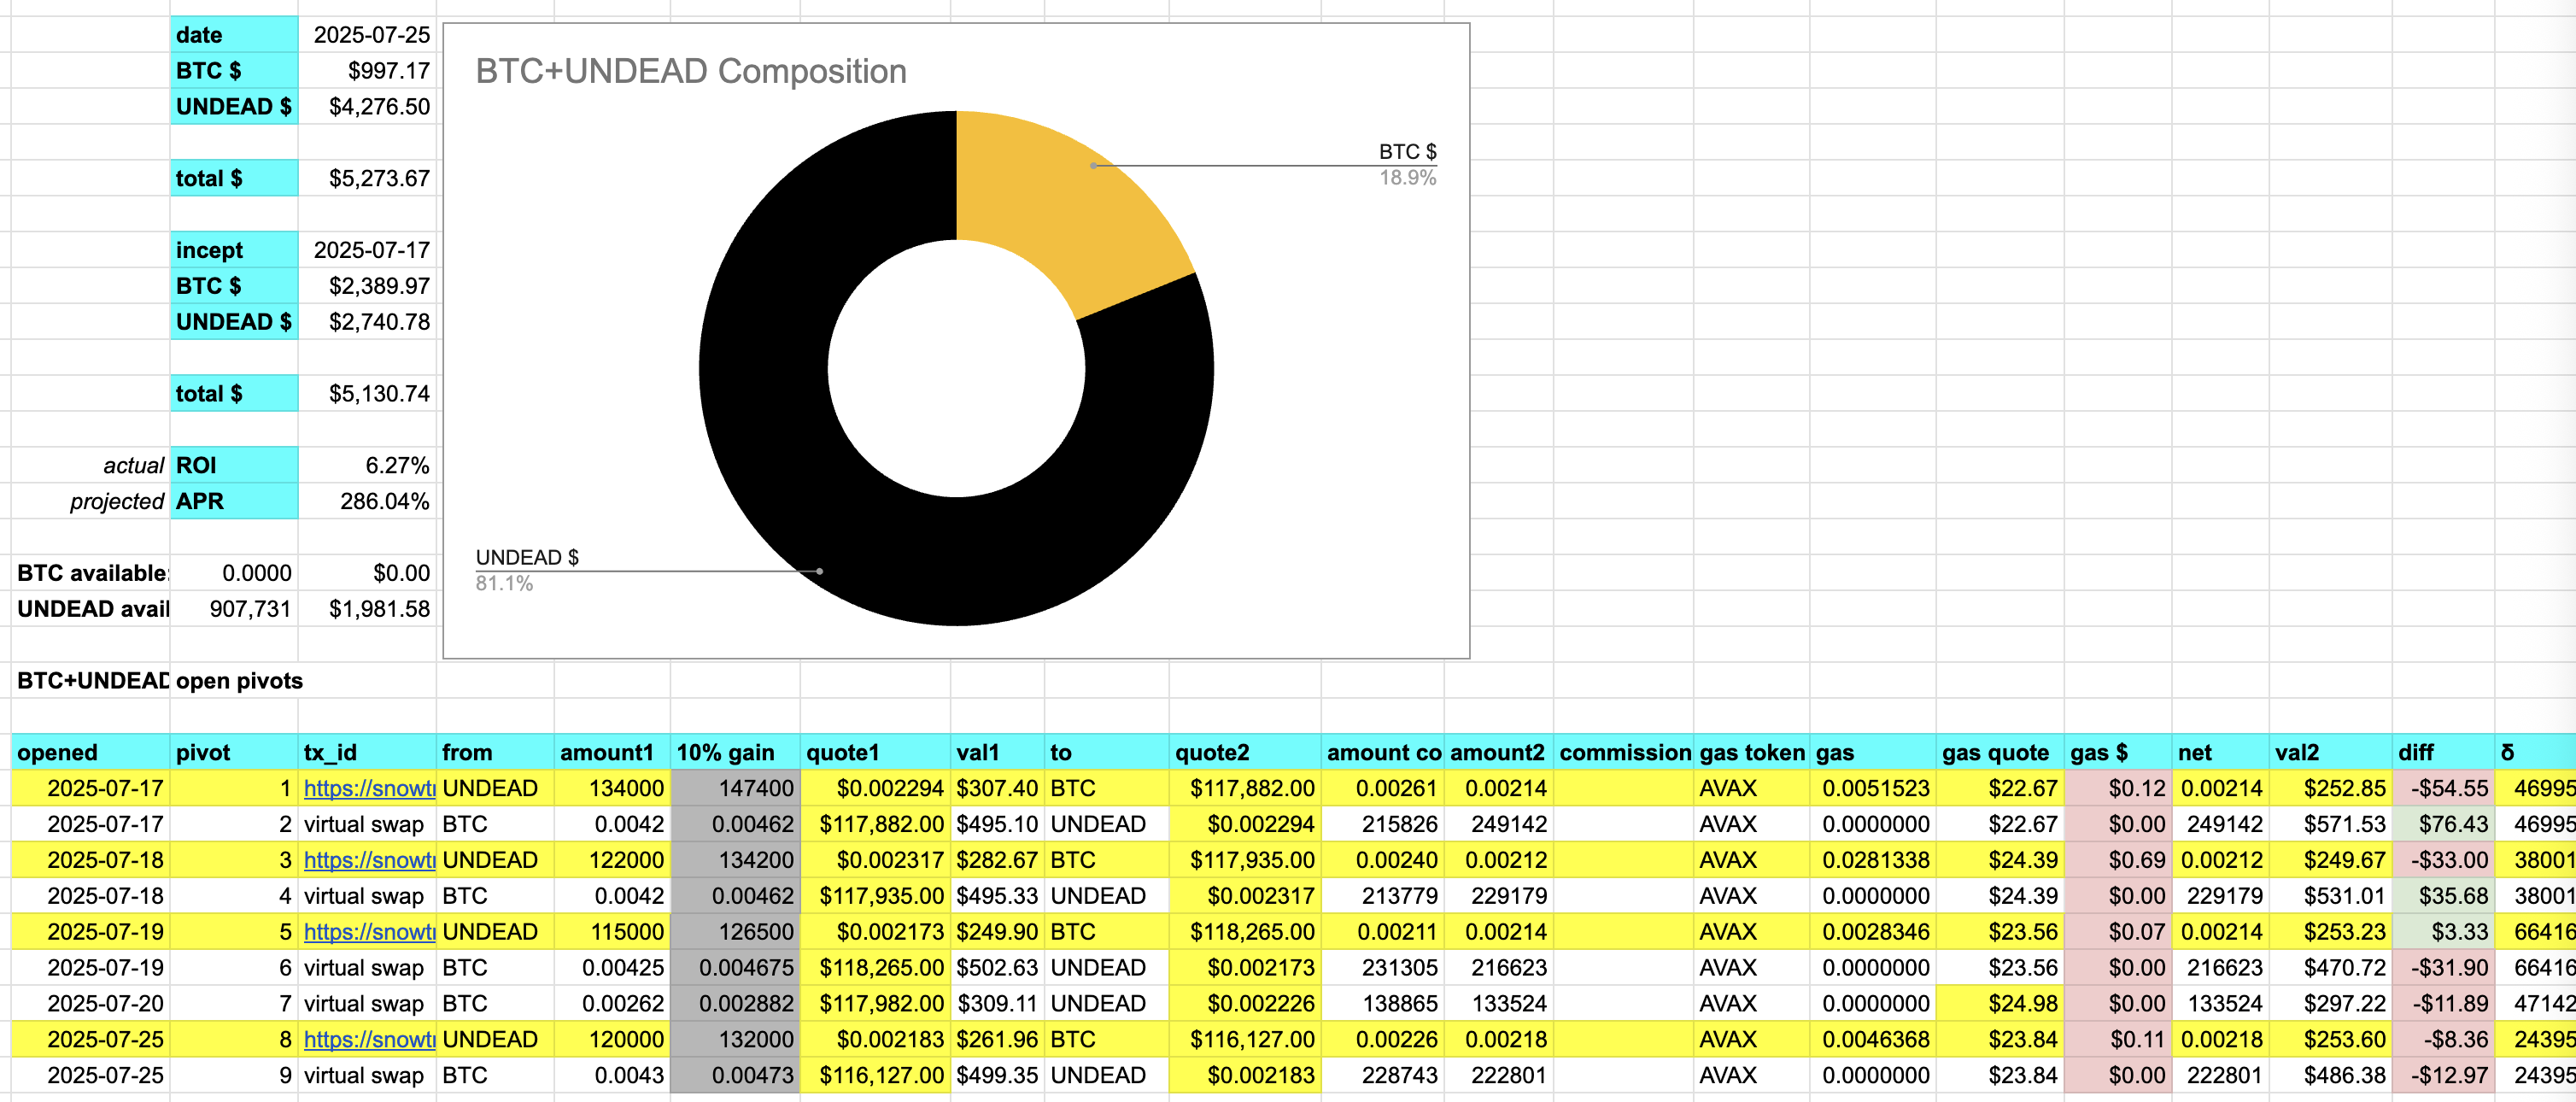 date 2025-07-25
BTC $ $997.17
UNDEAD $ $4,276.50
total $ $5,273.67
incept 2025-07-17
BTC $ $2,389.97
UNDEAD $ $2,740.78
total $ $5,130.74
actual ROI 6.27%
projected APR 286.04%
BTC available: 0.0000 $0.00
UNDEAD avail 907,731 $1,981.58
BTC+UNDEAD Composition
BTC $
18.9%
UNDEAD $
81.1%
BTC+UNDEAD open pivots
opened pivot tx_id from amount1 10% gain quote1 val1 to quote2 amount co amount2 commission gas token gas gas quote gas $ net val2 diff δ
2025-07-17 1 https://snowtr UNDEAD 134000 147400 $0.002294 $307.40 BTC $117,882.00 0.00261 0.00214 AVAX 0.0051523 $22.67 $0.12 0.00214 $252.85 -$54.55 46995
2025-07-17 2 virtual swap BTC 0.0042 0.00462 $117,882.00 $495.10 UNDEAD $0.002294 215826 249142 AVAX 0.0000000 $22.67 $0.00 249142 $571.53 $76.43 46995
2025-07-18 3 https://snowtr UNDEAD 122000 134200 $0.002317 $282.67 BTC $117,935.00 0.00240 0.00212 AVAX 0.0281338 $24.39 $0.69 0.00212 $249.67 -$33.00 38001
2025-07-18 4 virtual swap BTC 0.0042 0.00462 $117,935.00 $495.33 UNDEAD $0.002317 213779 229179 AVAX 0.0000000 $24.39 $0.00 229179 $531.01 $35.68 38001
2025-07-19 5 https://snowtr UNDEAD 115000 126500 $0.002173 $249.90 BTC $118,265.00 0.00211 0.00214 AVAX 0.0028346 $23.56 $0.07 0.00214 $253.23 $3.33 66416
2025-07-19 6 virtual swap BTC 0.00425 0.004675 $118,265.00 $502.63 UNDEAD $0.002173 231305 216623 AVAX 0.0000000 $23.56 $0.00 216623 $470.72 -$31.90 66416
2025-07-20 7 virtual swap BTC 0.00262 0.002882 $117,982.00 $309.11 UNDEAD $0.002226 138865 133524 AVAX 0.0000000 $24.98 $0.00 133524 $297.22 -$11.89 47142
2025-07-25 8 https://snowtr UNDEAD 120000 132000 $0.002183 $261.96 BTC $116,127.00 0.00226 0.00218 AVAX 0.0046368 $23.84 $0.11 0.00218 $253.60 -$8.36 24395
2025-07-25 9 virtual swap BTC 0.0043 0.00473 $116,127.00 $499.35 UNDEAD $0.002183 228743 222801 AVAX 0.0000000 $23.84 $0.00 222801 $486.38 -$12.97 24395